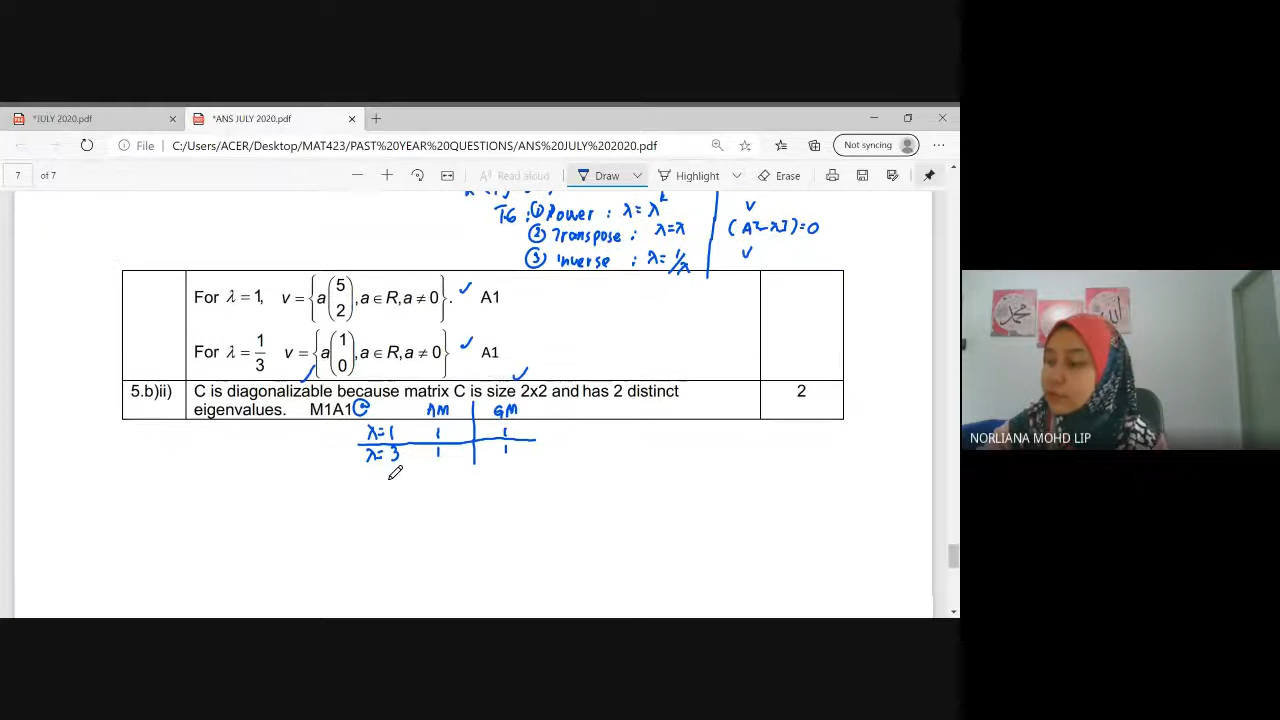 *JULY 2020.pdf
*ANS JULY 2020.pdf
File C:/Users/ACER/Desktop/MAT423/PAST%20YEAR%20QUESTIONS/ANS%20JULY%202020.pdf Not syncing
7 of 7 Read aloud Draw Highlight Erase
T6 : ① Power : λ = λᵏ
② Transpose : λ = λ
③ Inverse : λ = 1/λ
v
v
For λ = 1, v = { a (5 2), a ∈ R, a ≠ 0 }. ✓ A1
For λ = 1/3 v = { a (1 0), a ∈ R, a ≠ 0 } ✓ A1
5.b)ii) C is diagonalizable because matrix C is size 2x2 and has 2 distinct 2
eigenvalues. M1A1
AM GM
λ = 1 1 1
λ = 3 1 1
NORLIANA MOHD LIP
محمد
الله